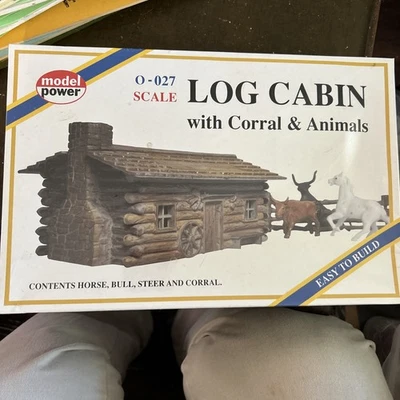 model
power
O-027
SCALE
LOG CABIN
with Corral & Animals
CONTENTS HORSE, BULL, STEER AND CORRAL.
EASY TO BUILD